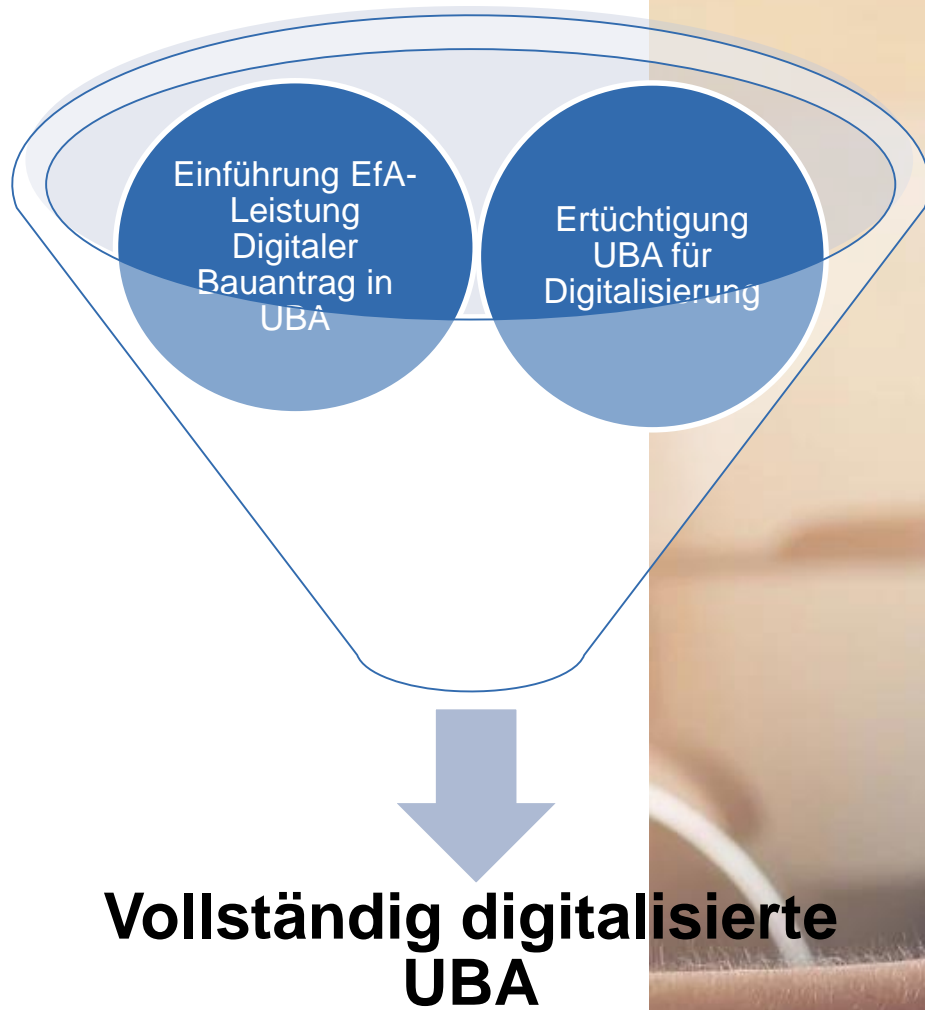 Einführung EfA-
Leistung
Digitaler
Bauantrag in
UBA
Ertüchtigung
UBA für
Digitalisierung
Vollständig digitalisierte
UBA